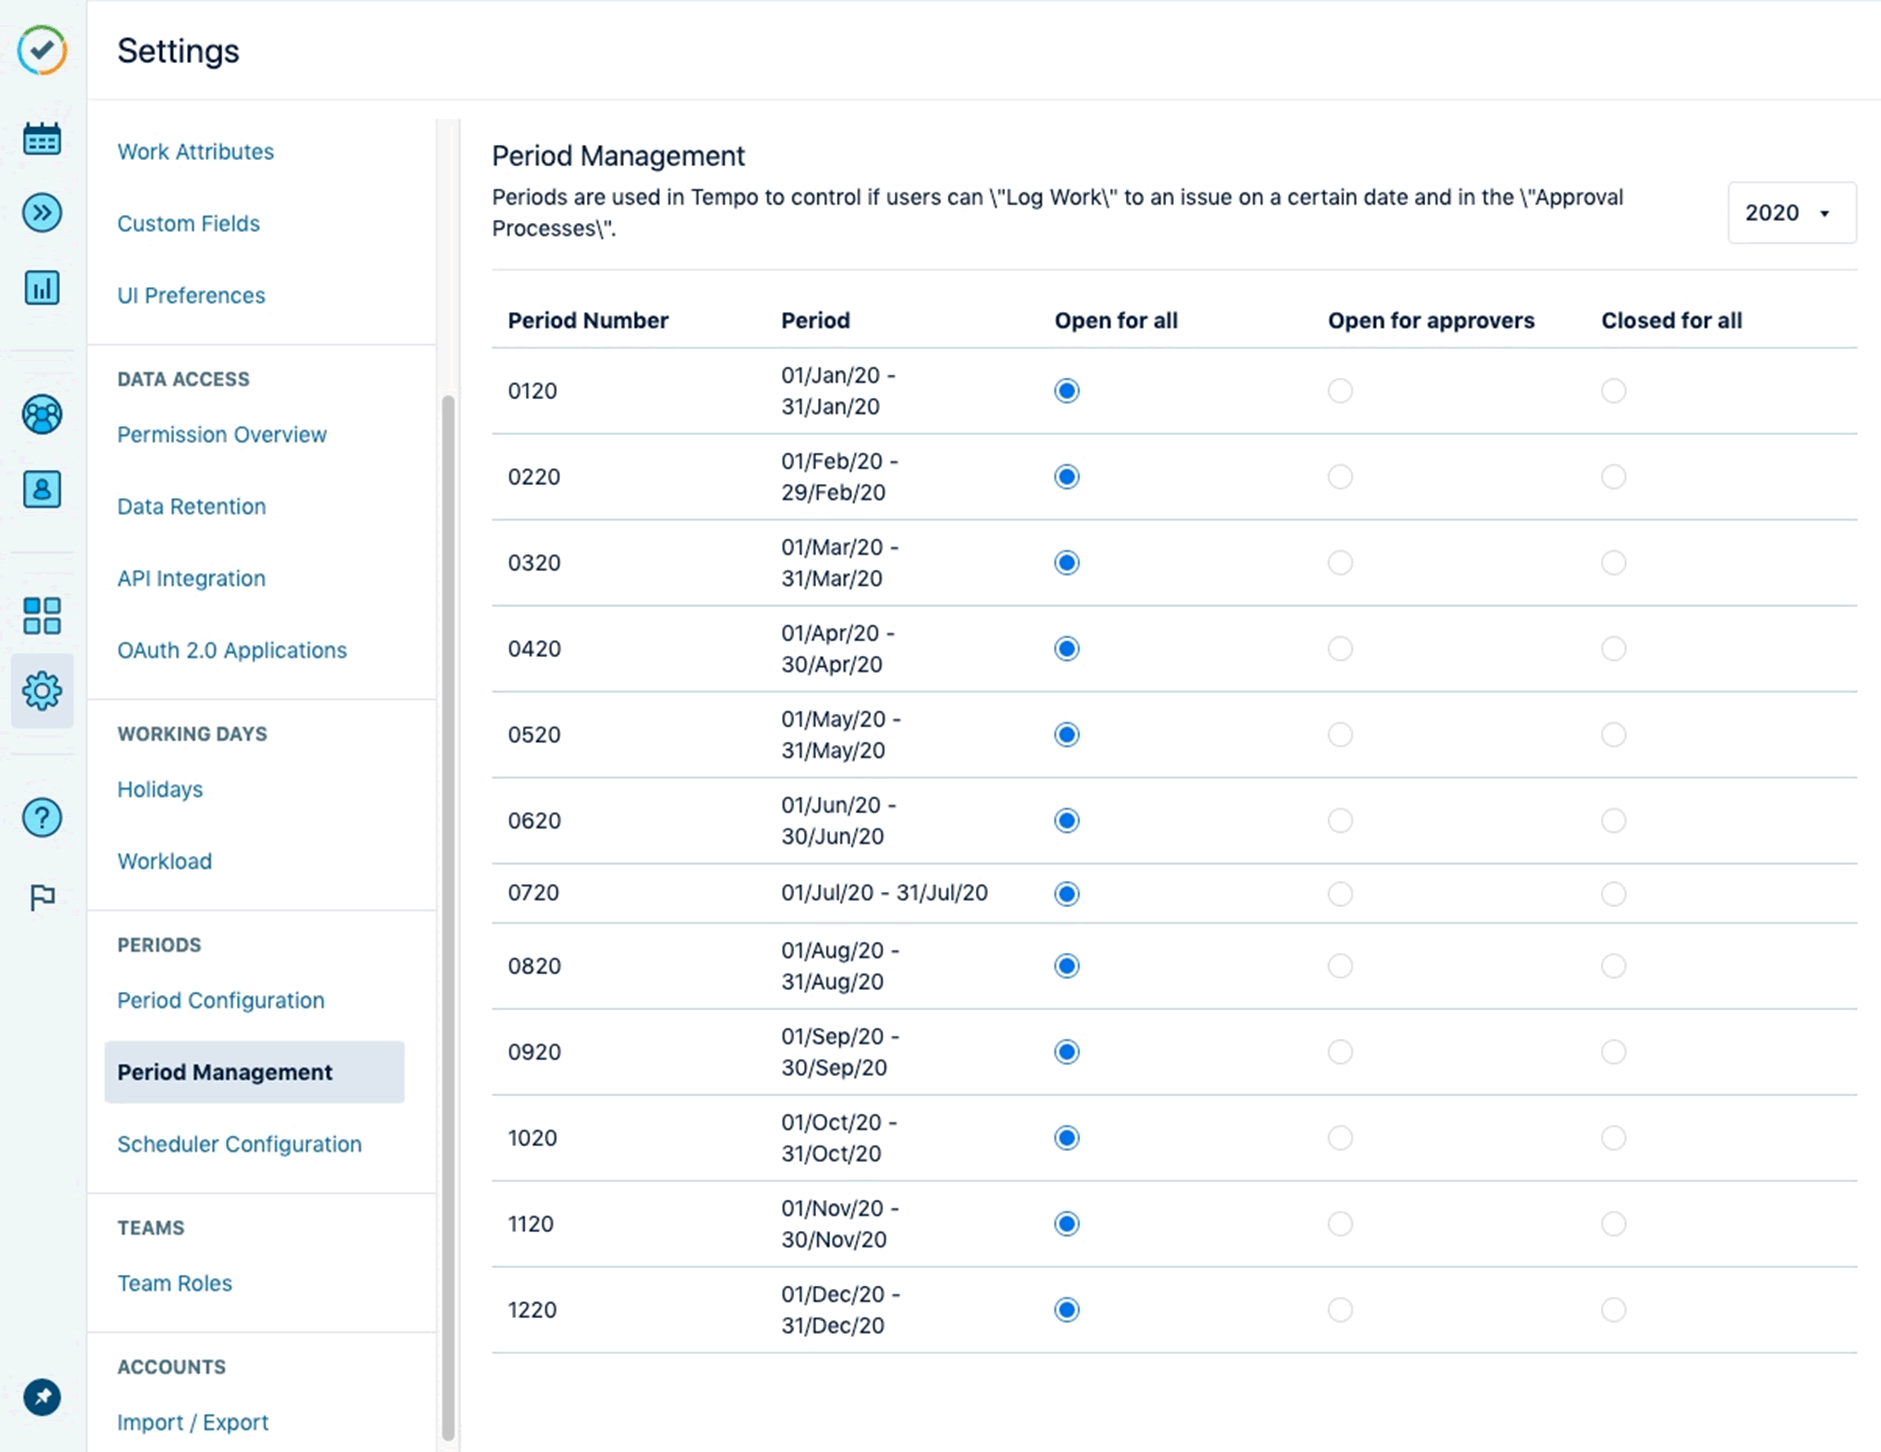 Settings
Work Attributes
Custom Fields
UI Preferences
DATA ACCESS
Permission Overview
Data Retention
API Integration
OAuth 2.0 Applications
WORKING DAYS
Holidays
Workload
PERIODS
Period Configuration
Period Management
Scheduler Configuration
TEAMS
Team Roles
ACCOUNTS
Import / Export
?
Period Management
Periods are used in Tempo to control if users can \"Log Work\" to an issue on a certain date and in the \"Approval
Processes\".
2020
Period Number Period Open for all Open for approvers Closed for all
0120 01/Jan/20 -
31/Jan/20
0220 01/Feb/20 -
29/Feb/20
0320 01/Mar/20 -
31/Mar/20
0420 01/Apr/20 -
30/Apr/20
0520 01/May/20 -
31/May/20
0620 01/Jun/20 -
30/Jun/20
0720 01/Jul/20 - 31/Jul/20
0820 01/Aug/20 -
31/Aug/20
0920 01/Sep/20 -
30/Sep/20
1020 01/Oct/20 -
31/Oct/20
1120 01/Nov/20 -
30/Nov/20
1220 01/Dec/20 -
31/Dec/20